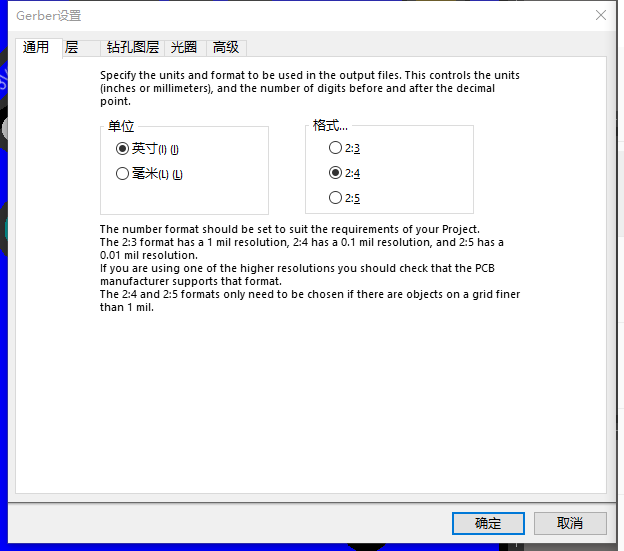 Gerber设置
通用 层 钻孔图层 光圈 高级
Specify the units and format to be used in the output files. This controls the units
(inches or millimeters), and the number of digits before and after the decimal
point.
单位 格式...
英寸(I) (I) 2:3
毫米(L) (L) 2:4
2:5
The number format should be set to suit the requirements of your Project.
The 2:3 format has a 1 mil resolution, 2:4 has a 0.1 mil resolution, and 2:5 has a
0.01 mil resolution.
If you are using one of the higher resolutions you should check that the PCB
manufacturer supports that format.
The 2:4 and 2:5 formats only need to be chosen if there are objects on a grid finer
than 1 mil.
确定 取消